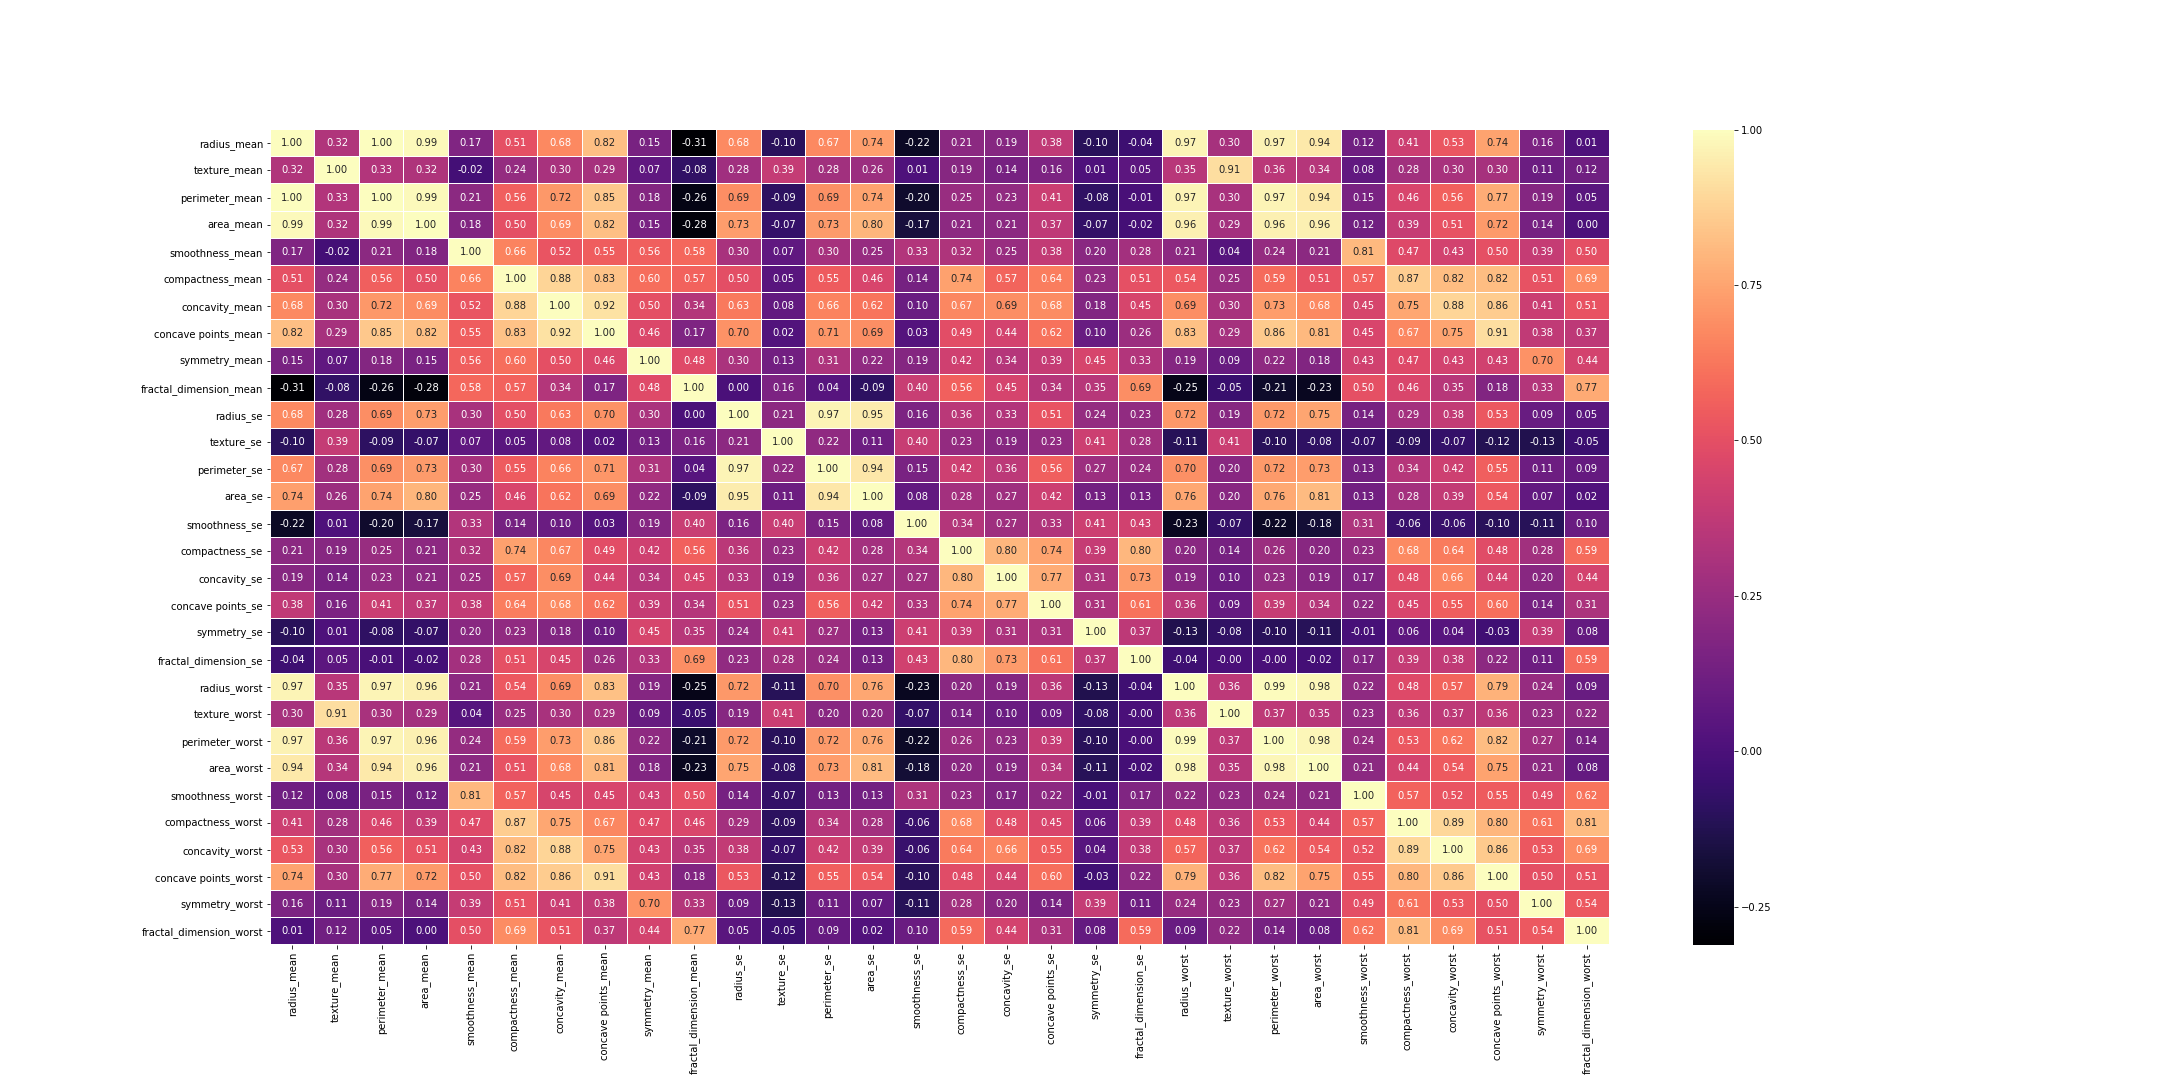 radius_mean 1.00 0.32 1.00 0.99 0.17 0.51 0.68 0.82 0.15 -0.31 0.68 -0.10 0.67 0.74 -0.22 0.21 0.19 0.38 -0.10 -0.04 0.97 0.30 0.97 0.94 0.12 0.41 0.53 0.74 0.16 0.01
texture_mean 0.32 1.00 0.33 0.32 -0.02 0.24 0.30 0.29 0.07 -0.08 0.28 0.39 0.28 0.26 0.01 0.19 0.14 0.16 0.01 0.05 0.35 0.91 0.36 0.34 0.08 0.28 0.30 0.30 0.11 0.12
perimeter_mean 1.00 0.33 1.00 0.99 0.21 0.56 0.72 0.85 0.18 -0.26 0.69 -0.09 0.69 0.74 -0.20 0.25 0.23 0.41 -0.08 -0.01 0.97 0.30 0.97 0.94 0.15 0.46 0.56 0.77 0.19 0.05
area_mean 0.99 0.32 0.99 1.00 0.18 0.50 0.69 0.82 0.15 -0.28 0.73 -0.07 0.73 0.80 -0.17 0.21 0.21 0.37 -0.07 -0.02 0.96 0.29 0.96 0.96 0.12 0.39 0.51 0.72 0.14 0.00
smoothness_mean 0.17 -0.02 0.21 0.18 1.00 0.66 0.52 0.55 0.56 0.58 0.30 0.07 0.30 0.25 0.33 0.32 0.25 0.38 0.20 0.28 0.21 0.04 0.24 0.21 0.81 0.47 0.43 0.50 0.39 0.50
compactness_mean 0.51 0.24 0.56 0.50 0.66 1.00 0.88 0.83 0.60 0.57 0.50 0.05 0.55 0.46 0.14 0.74 0.57 0.64 0.23 0.51 0.54 0.25 0.59 0.51 0.57 0.87 0.82 0.82 0.51 0.69
concavity_mean 0.68 0.30 0.72 0.69 0.52 0.88 1.00 0.92 0.50 0.34 0.63 0.08 0.66 0.62 0.10 0.67 0.69 0.68 0.18 0.45 0.69 0.30 0.73 0.68 0.45 0.75 0.88 0.86 0.41 0.51
concave points_mean 0.82 0.29 0.85 0.82 0.55 0.83 0.92 1.00 0.46 0.17 0.70 0.02 0.71 0.69 0.03 0.49 0.44 0.62 0.10 0.26 0.83 0.29 0.86 0.81 0.45 0.67 0.75 0.91 0.38 0.37
symmetry_mean 0.15 0.07 0.18 0.15 0.56 0.60 0.50 0.46 1.00 0.48 0.30 0.13 0.31 0.22 0.19 0.42 0.34 0.39 0.45 0.33 0.19 0.09 0.22 0.18 0.43 0.47 0.43 0.43 0.70 0.44
fractal_dimension_mean -0.31 -0.08 -0.26 -0.28 0.58 0.57 0.34 0.17 0.48 1.00 0.00 0.16 0.04 -0.09 0.40 0.56 0.45 0.34 0.35 0.69 -0.25 -0.05 -0.21 -0.23 0.50 0.46 0.35 0.18 0.33 0.77
radius_se 0.68 0.28 0.69 0.73 0.30 0.50 0.63 0.70 0.30 0.00 1.00 0.21 0.97 0.95 0.16 0.36 0.33 0.51 0.24 0.23 0.72 0.19 0.72 0.75 0.14 0.29 0.38 0.53 0.09 0.05
texture_se -0.10 0.39 -0.09 -0.07 0.07 0.05 0.08 0.02 0.13 0.16 0.21 1.00 0.22 0.11 0.40 0.23 0.19 0.23 0.41 0.28 -0.11 0.41 -0.10 -0.08 -0.07 -0.09 -0.07 -0.12 -0.13 -0.05
perimeter_se 0.67 0.28 0.69 0.73 0.30 0.55 0.66 0.71 0.31 0.04 0.97 0.22 1.00 0.94 0.15 0.42 0.36 0.56 0.27 0.24 0.70 0.20 0.72 0.73 0.13 0.34 0.42 0.55 0.11 0.09
area_se 0.74 0.26 0.74 0.80 0.25 0.46 0.62 0.69 0.22 -0.09 0.95 0.11 0.94 1.00 0.08 0.28 0.27 0.42 0.13 0.13 0.76 0.20 0.76 0.81 0.13 0.28 0.39 0.54 0.07 0.02
smoothness_se -0.22 0.01 -0.20 -0.17 0.33 0.14 0.10 0.03 0.19 0.40 0.16 0.40 0.15 0.08 1.00 0.34 0.27 0.33 0.41 0.43 -0.23 -0.07 -0.22 -0.18 0.31 -0.06 -0.06 -0.10 -0.11 0.10
compactness_se 0.21 0.19 0.25 0.21 0.32 0.74 0.67 0.49 0.42 0.56 0.36 0.23 0.42 0.28 0.34 1.00 0.80 0.74 0.39 0.80 0.20 0.14 0.26 0.20 0.23 0.68 0.64 0.48 0.28 0.59
concavity_se 0.19 0.14 0.23 0.21 0.25 0.57 0.69 0.44 0.34 0.45 0.33 0.19 0.36 0.27 0.27 0.80 1.00 0.77 0.31 0.73 0.19 0.10 0.23 0.19 0.17 0.48 0.66 0.44 0.20 0.44
concave points_se 0.38 0.16 0.41 0.37 0.38 0.64 0.68 0.62 0.39 0.34 0.51 0.23 0.56 0.42 0.33 0.74 0.77 1.00 0.31 0.61 0.36 0.09 0.39 0.34 0.22 0.45 0.55 0.60 0.14 0.31
symmetry_se -0.10 0.01 -0.08 -0.07 0.20 0.23 0.18 0.10 0.45 0.35 0.24 0.41 0.27 0.13 0.41 0.39 0.31 0.31 1.00 0.37 -0.13 -0.08 -0.10 -0.11 -0.01 0.06 0.04 -0.03 0.39 0.08
fractal_dimension_se -0.04 0.05 -0.01 -0.02 0.28 0.51 0.45 0.26 0.33 0.69 0.23 0.28 0.24 0.13 0.43 0.80 0.73 0.61 0.37 1.00 -0.04 -0.00 -0.00 -0.02 0.17 0.39 0.38 0.22 0.11 0.59
radius_worst 0.97 0.35 0.97 0.96 0.21 0.54 0.69 0.83 0.19 -0.25 0.72 -0.11 0.70 0.76 -0.23 0.20 0.19 0.36 -0.13 -0.04 1.00 0.36 0.99 0.98 0.22 0.48 0.57 0.79 0.24 0.09
texture_worst 0.30 0.91 0.30 0.29 0.04 0.25 0.30 0.29 0.09 -0.05 0.19 0.41 0.20 0.20 -0.07 0.14 0.10 0.09 -0.08 -0.00 0.36 1.00 0.37 0.35 0.23 0.36 0.37 0.36 0.23 0.22
perimeter_worst 0.97 0.36 0.97 0.96 0.24 0.59 0.73 0.86 0.22 -0.21 0.72 -0.10 0.72 0.76 -0.22 0.26 0.23 0.39 -0.10 -0.00 0.99 0.37 1.00 0.98 0.24 0.53 0.62 0.82 0.27 0.14
area_worst 0.94 0.34 0.94 0.96 0.21 0.51 0.68 0.81 0.18 -0.23 0.75 -0.08 0.73 0.81 -0.18 0.20 0.19 0.34 -0.11 -0.02 0.98 0.35 0.98 1.00 0.21 0.44 0.54 0.75 0.21 0.08
smoothness_worst 0.12 0.08 0.15 0.12 0.81 0.57 0.45 0.45 0.43 0.50 0.14 -0.07 0.13 0.13 0.31 0.23 0.17 0.22 -0.01 0.17 0.22 0.23 0.24 0.21 1.00 0.57 0.52 0.55 0.49 0.62
compactness_worst 0.41 0.28 0.46 0.39 0.47 0.87 0.75 0.67 0.47 0.46 0.29 -0.09 0.34 0.28 -0.06 0.68 0.48 0.45 0.06 0.39 0.48 0.36 0.53 0.44 0.57 1.00 0.89 0.80 0.61 0.81
concavity_worst 0.53 0.30 0.56 0.51 0.43 0.82 0.88 0.75 0.43 0.35 0.38 -0.07 0.42 0.39 -0.06 0.64 0.66 0.55 0.04 0.38 0.57 0.37 0.62 0.54 0.52 0.89 1.00 0.86 0.53 0.69
concave points_worst 0.74 0.30 0.77 0.72 0.50 0.82 0.86 0.91 0.43 0.18 0.53 -0.12 0.55 0.54 -0.10 0.48 0.44 0.60 -0.03 0.22 0.79 0.36 0.82 0.75 0.55 0.80 0.86 1.00 0.50 0.51
symmetry_worst 0.16 0.11 0.19 0.14 0.39 0.51 0.41 0.38 0.70 0.33 0.09 -0.13 0.11 0.07 -0.11 0.28 0.20 0.14 0.39 0.11 0.24 0.23 0.27 0.21 0.49 0.61 0.53 0.50 1.00 0.54
fractal_dimension_worst 0.01 0.12 0.05 0.00 0.50 0.69 0.51 0.37 0.44 0.77 0.05 -0.05 0.09 0.02 0.10 0.59 0.44 0.31 0.08 0.59 0.09 0.22 0.14 0.08 0.62 0.81 0.69 0.51 0.54 1.00
radius_mean
texture_mean
perimeter_mean
area_mean
smoothness_mean
compactness_mean
concavity_mean
concave points_mean
symmetry_mean
fractal_dimension_mean
radius_se
texture_se
perimeter_se
area_se
smoothness_se
compactness_se
concavity_se
concave points_se
symmetry_se
fractal_dimension_se
radius_worst
texture_worst
perimeter_worst
area_worst
smoothness_worst
compactness_worst
concavity_worst
concave points_worst
symmetry_worst
fractal_dimension_worst
1.00
0.75
0.50
0.25
0.00
−0.25